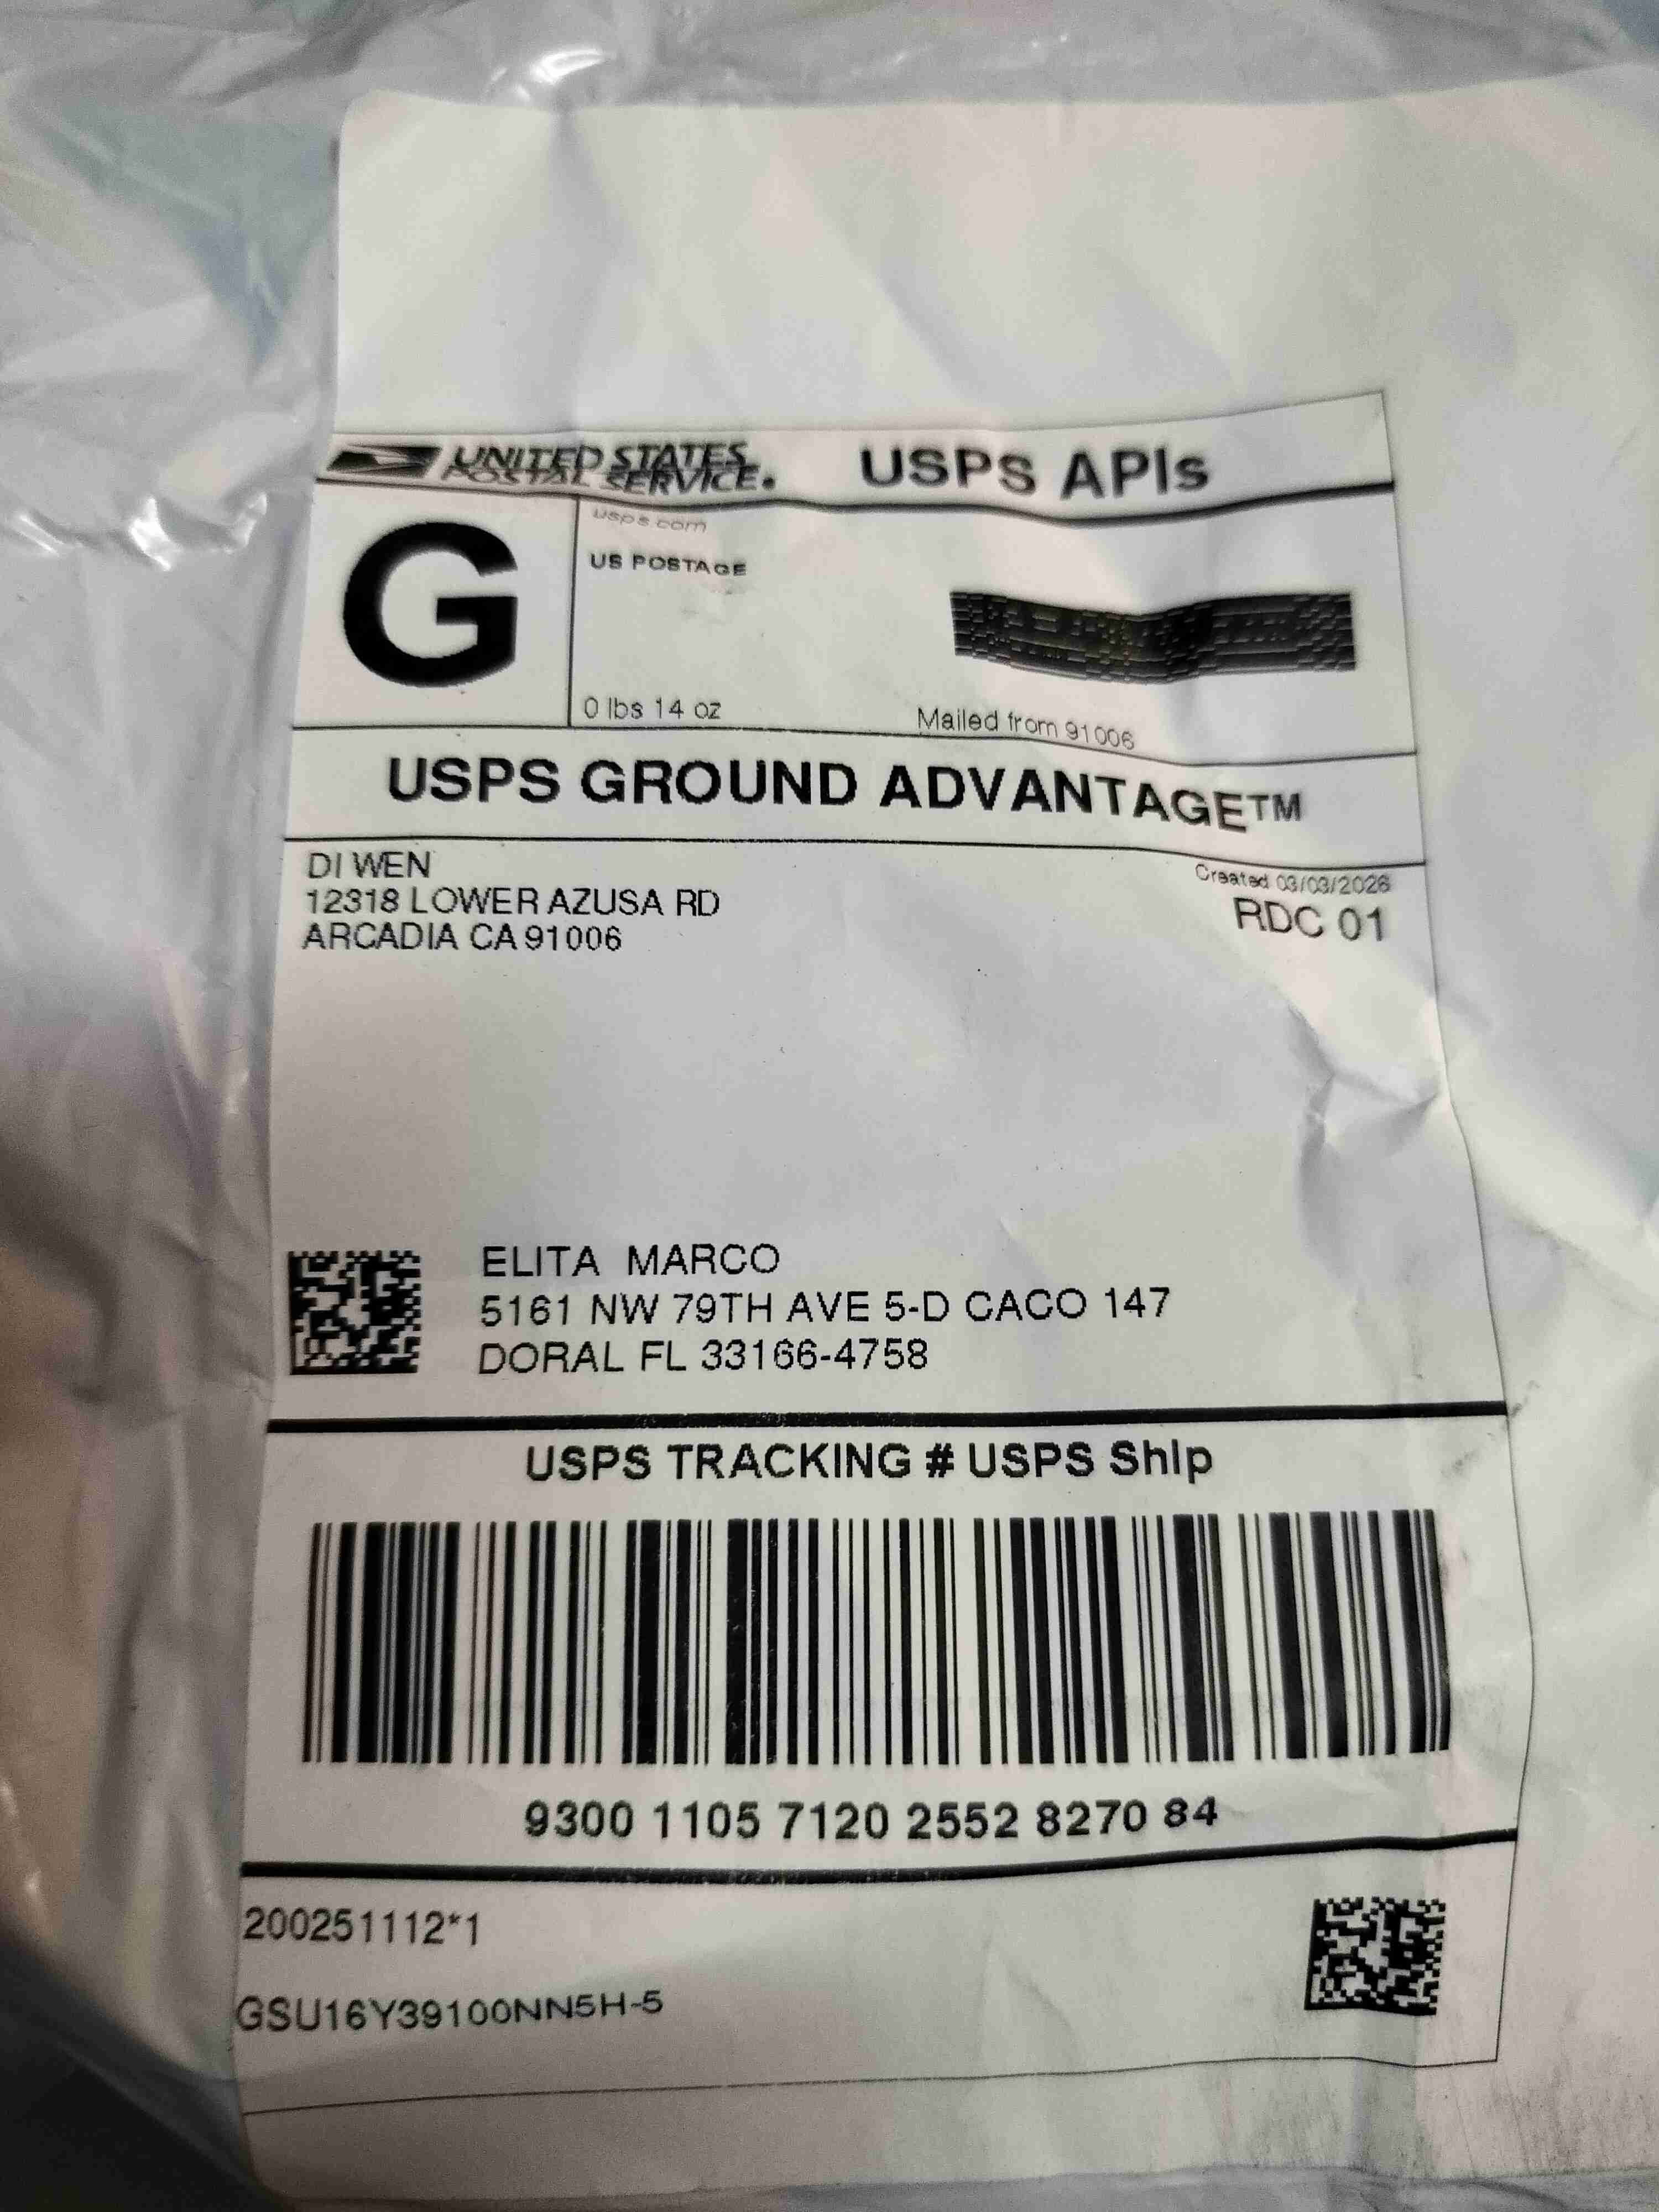 UNITED STATES
POSTAL SERVICE.
USPS APIs
G
usps.com
US POSTAGE
0 lbs 14 oz
Mailed from 91006
USPS GROUND ADVANTAGE™
DI WEN
12318 LOWER AZUSA RD
ARCADIA CA 91006
Created 03/03/2026
RDC 01
ELITA MARCO
5161 NW 79TH AVE 5-D CACO 147
DORAL FL 33166-4758
USPS TRACKING # USPS Ship
9300 1105 7120 2552 8270 84
200251112*1
GSU16Y39100NN5H-5